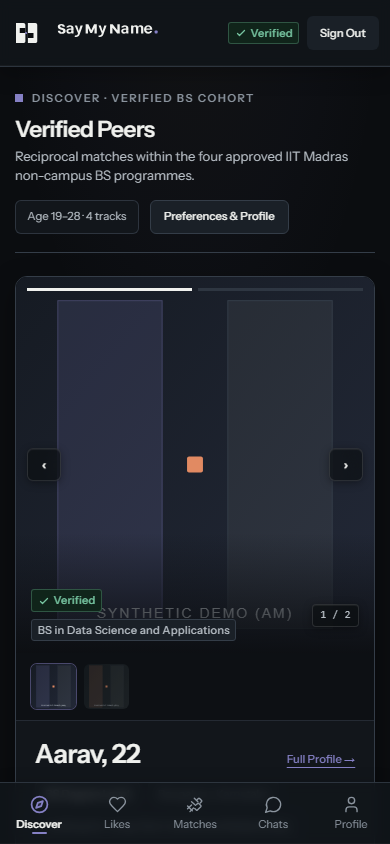 Say My Name.
✓ Verified
Sign Out
DISCOVER · VERIFIED BS COHORT
Verified Peers
Reciprocal matches within the four approved IIT Madras
non-campus BS programmes.
Age 19–28 · 4 tracks
Preferences & Profile
‹
›
✓ Verified
SYNTHETIC DEMO (AM)
1 / 2
BS in Data Science and Applications
Aarav, 22
Full Profile →
Discover
Likes
Matches
Chats
Profile